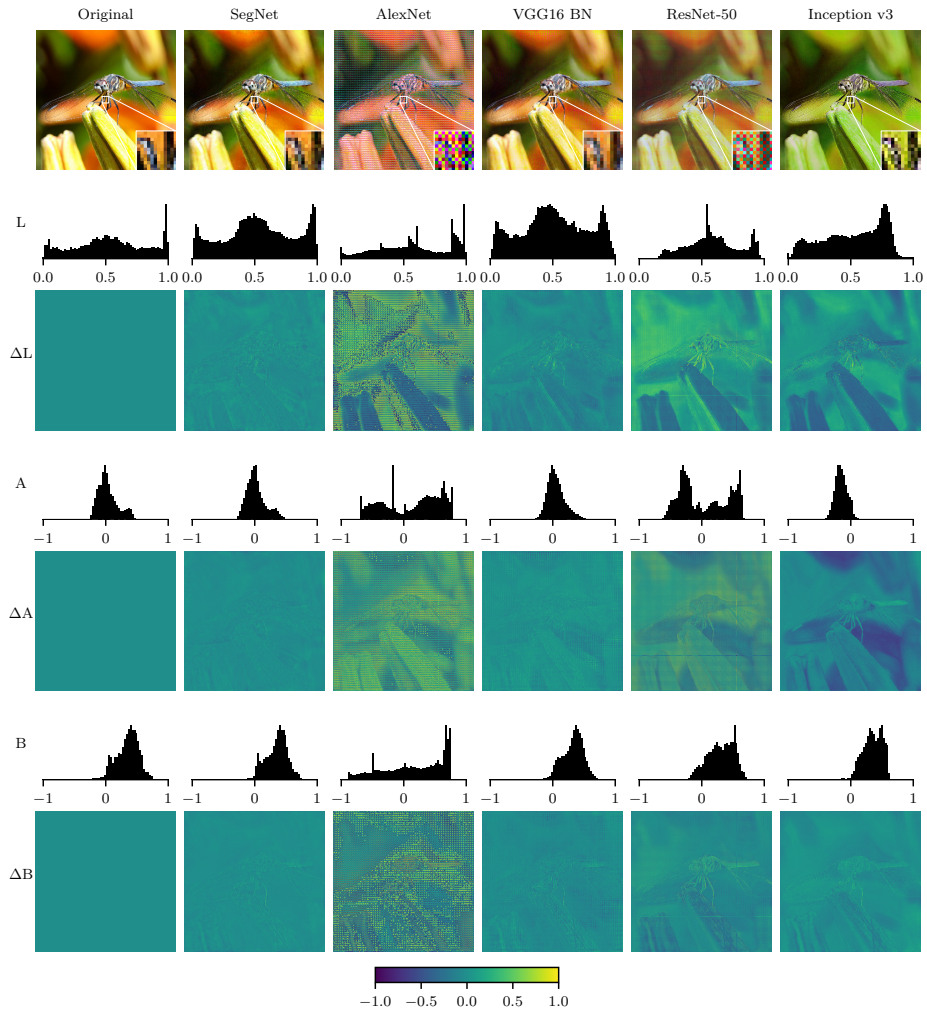 Original SegNet AlexNet VGG16 BN ResNet-50 Inception v3
L
0.0 0.5 1.0 0.0 0.5 1.0 0.0 0.5 1.0 0.0 0.5 1.0 0.0 0.5 1.0 0.0 0.5 1.0
ΔL
A
−1 0 1 −1 0 1 −1 0 1 −1 0 1 −1 0 1 −1 0 1
ΔA
B
−1 0 1 −1 0 1 −1 0 1 −1 0 1 −1 0 1 −1 0 1
ΔB
−1.0 −0.5 0.0 0.5 1.0